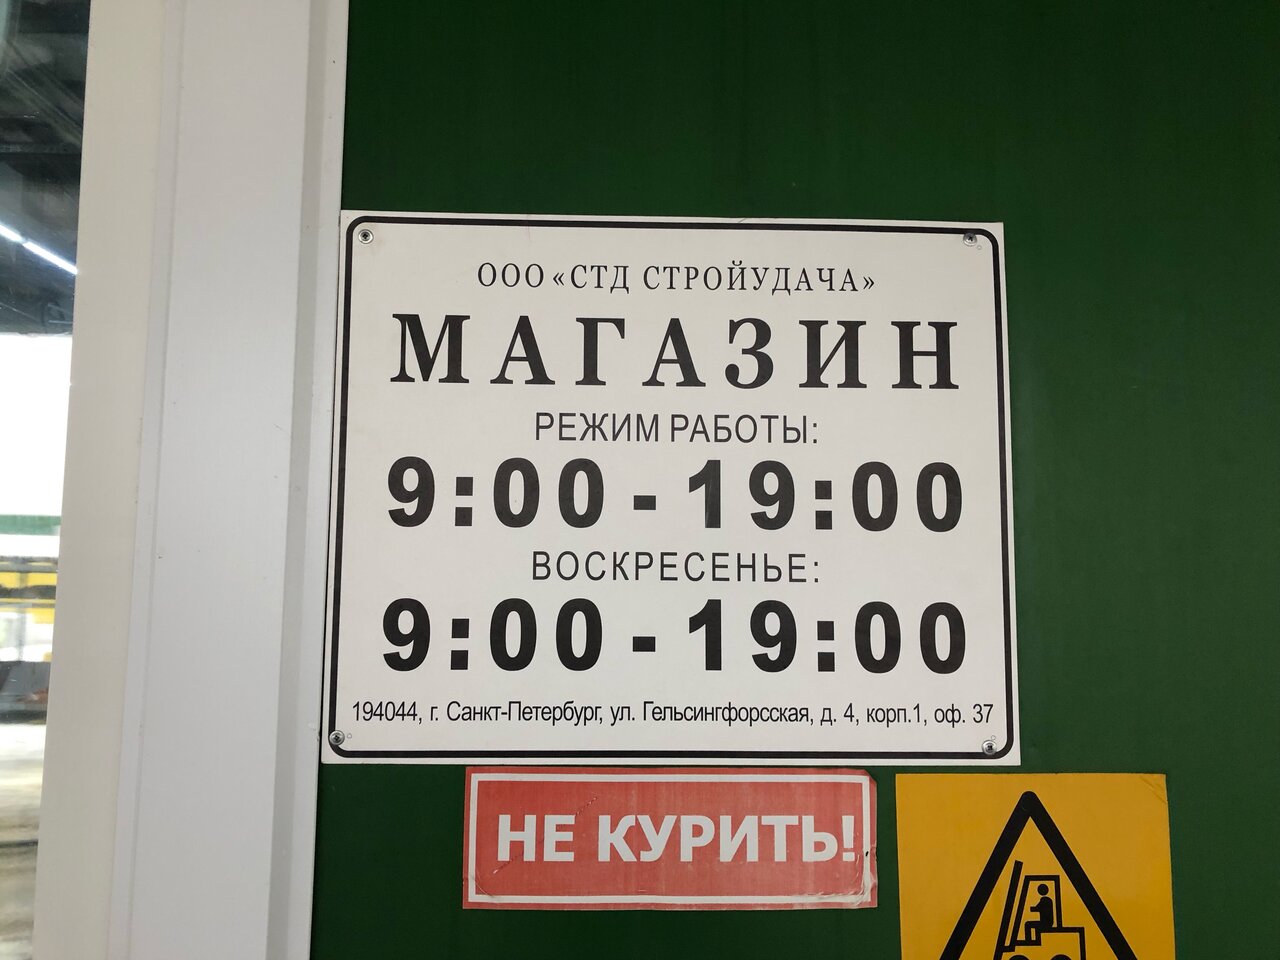 ООО «СТД СТРОЙУДАЧА»
МАГАЗИН
РЕЖИМ РАБОТЫ:
9:00 - 19:00
ВОСКРЕСЕНЬЕ:
9:00 - 19:00
194044, г. Санкт-Петербург, ул. Гельсингфорсская, д. 4, корп.1, оф. 37
НЕ КУРИТЬ!